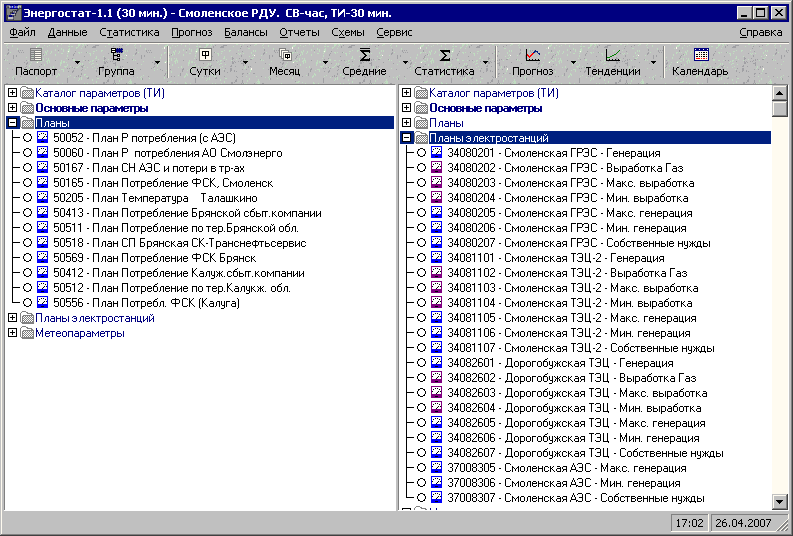 Энергостат-1.1 (30 мин.) - Смоленское РДУ.  СВ-час, ТИ-30 мин.
Файл Данные Статистика Прогноз Балансы Отчеты Схемы Сервис Справка
Паспорт Группа Сутки Месяц Средние Статистика Прогноз Тенденции Календарь
Каталог параметров (ТИ)
Основные параметры
Планы
50052 - План Р потребления (с АЭС)
50060 - План Р  потребления АО Смолэнерго
50167 - План СН АЭС и потери в тр-ах
50165 - План Потребление ФСК, Смоленск
50205 - План Температура    Талашкино
50413 - План Потребление Брянской сбыт.компании
50511 - План Потребление по тер.Брянской обл.
50518 - План СП Брянская СК-Транснефтьсервис
50569 - План Потребление ФСК Брянск
50412 - План Потребление Калуж.сбыт.компании
50512 - План Потребление по тер.Калукж. обл.
50556 - План Потребл. ФСК (Калуга)
Планы электростанций
Метеопараметры
Каталог параметров (ТИ)
Основные параметры
Планы
Планы электростанций
34080201 - Смоленская ГРЭС - Генерация
34080202 - Смоленская ГРЭС - Выработка Газ
34080203 - Смоленская ГРЭС - Макс. выработка
34080204 - Смоленская ГРЭС - Мин. выработка
34080205 - Смоленская ГРЭС - Макс. генерация
34080206 - Смоленская ГРЭС - Мин. генерация
34080207 - Смоленская ГРЭС - Собственные нужды
34081101 - Смоленская ТЭЦ-2 - Генерация
34081102 - Смоленская ТЭЦ-2 - Выработка Газ
34081103 - Смоленская ТЭЦ-2 - Макс. выработка
34081104 - Смоленская ТЭЦ-2 - Мин. выработка
34081105 - Смоленская ТЭЦ-2 - Макс. генерация
34081106 - Смоленская ТЭЦ-2 - Мин. генерация
34081107 - Смоленская ТЭЦ-2 - Собственные нужды
34082601 - Дорогобужская ТЭЦ - Генерация
34082602 - Дорогобужская ТЭЦ - Выработка Газ
34082603 - Дорогобужская ТЭЦ - Макс. выработка
34082604 - Дорогобужская ТЭЦ - Мин. выработка
34082605 - Дорогобужская ТЭЦ - Макс. генерация
34082606 - Дорогобужская ТЭЦ - Мин. генерация
34082607 - Дорогобужская ТЭЦ - Собственные нужды
37008305 - Смоленская АЭС - Макс. генерация
37008306 - Смоленская АЭС - Мин. генерация
37008307 - Смоленская АЭС - Собственные нужды
17:02 26.04.2007